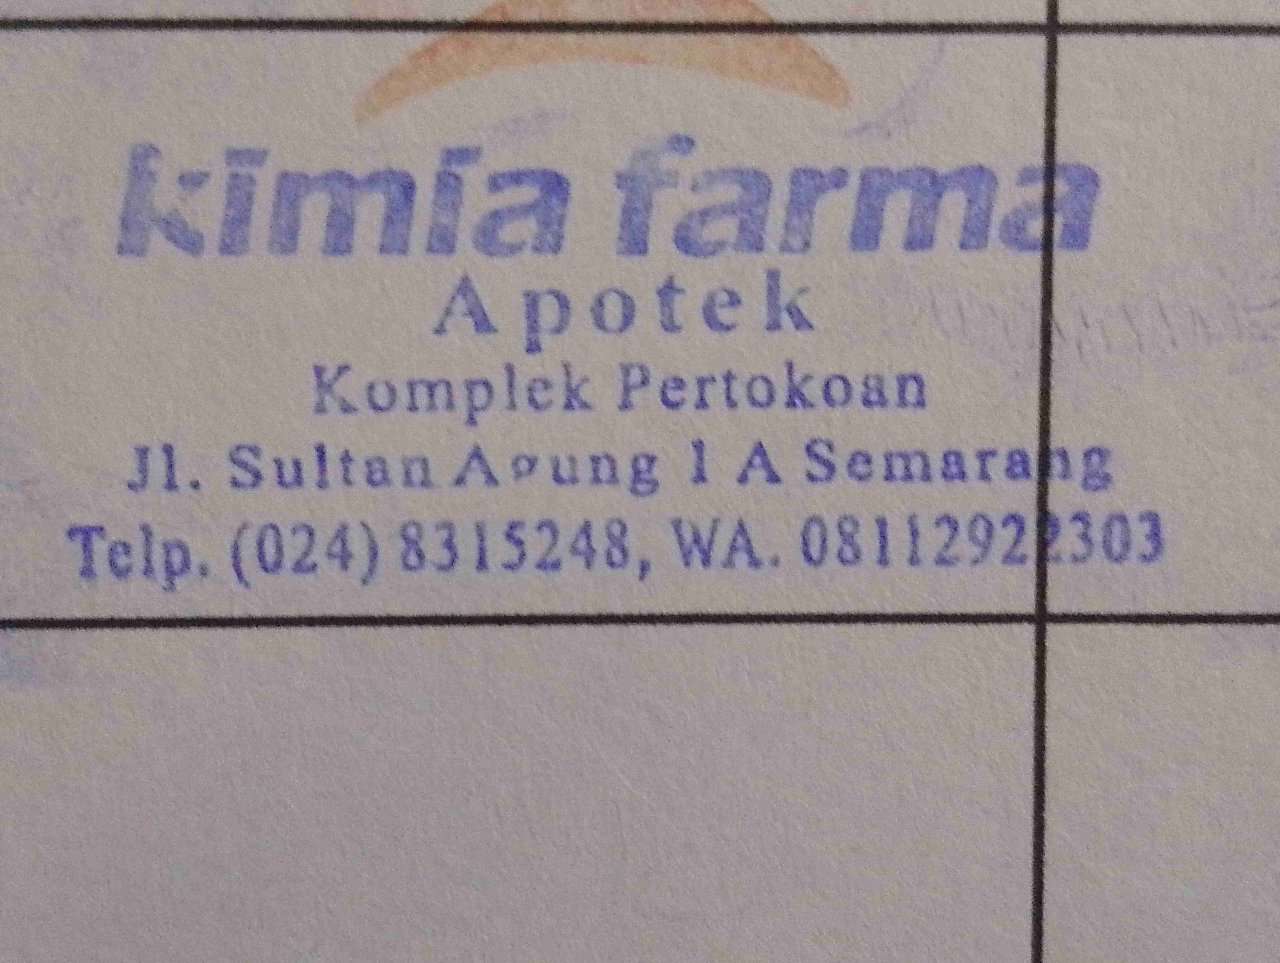 kimia farma
Apotek
Komplek Pertokoan
Jl. Sultan Agung 1 A Semarang
Telp. (024) 8315248, WA. 08112922303